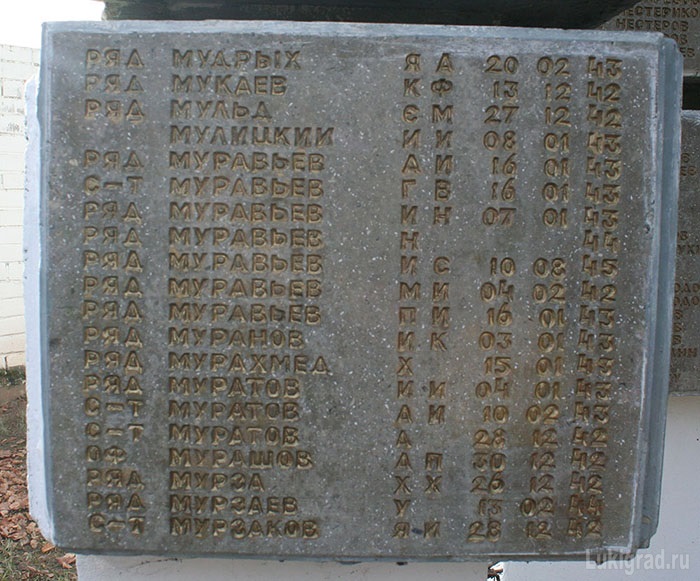 РЯД МУДРЫХ Я А 20 02 43
РЯД МУКАЕВ К Ф 13 12 42
РЯД МУЛЬД Є М 27 12 42
МУЛИЦКИЙ И И 08 01 43
РЯД МУРАВЬЕВ А И 16 01 43
С-Т МУРАВЬЕВ Г В 16 01 43
РЯД МУРАВЬЕВ И Н 07 01 43
РЯД МУРАВЬЕВ Н 44
РЯД МУРАВЬЕВ И С 10 08 45
РЯД МУРАВЬЕВ М И 04 02 42
РЯД МУРАВЬЕВ П И 16 01 43
РЯД МУРАНОВ И К 03 01 43
РЯД МУРАХМЕД Х 15 01 43
РЯД МУРАТОВ И И 04 01 43
С-Т МУРАТОВ А И 10 02 43
С-Т МУРАТОВ А 28 12 42
ОФ МУРАШОВ А П 30 12 42
РЯД МУРЗА Х Х 26 12 42
РЯД МУРЗАЕВ У 13 02 44
С-Т МУРЗАКОВ Я И 28 12 42
НЕСТЕРОВ
Lukigrad.ru